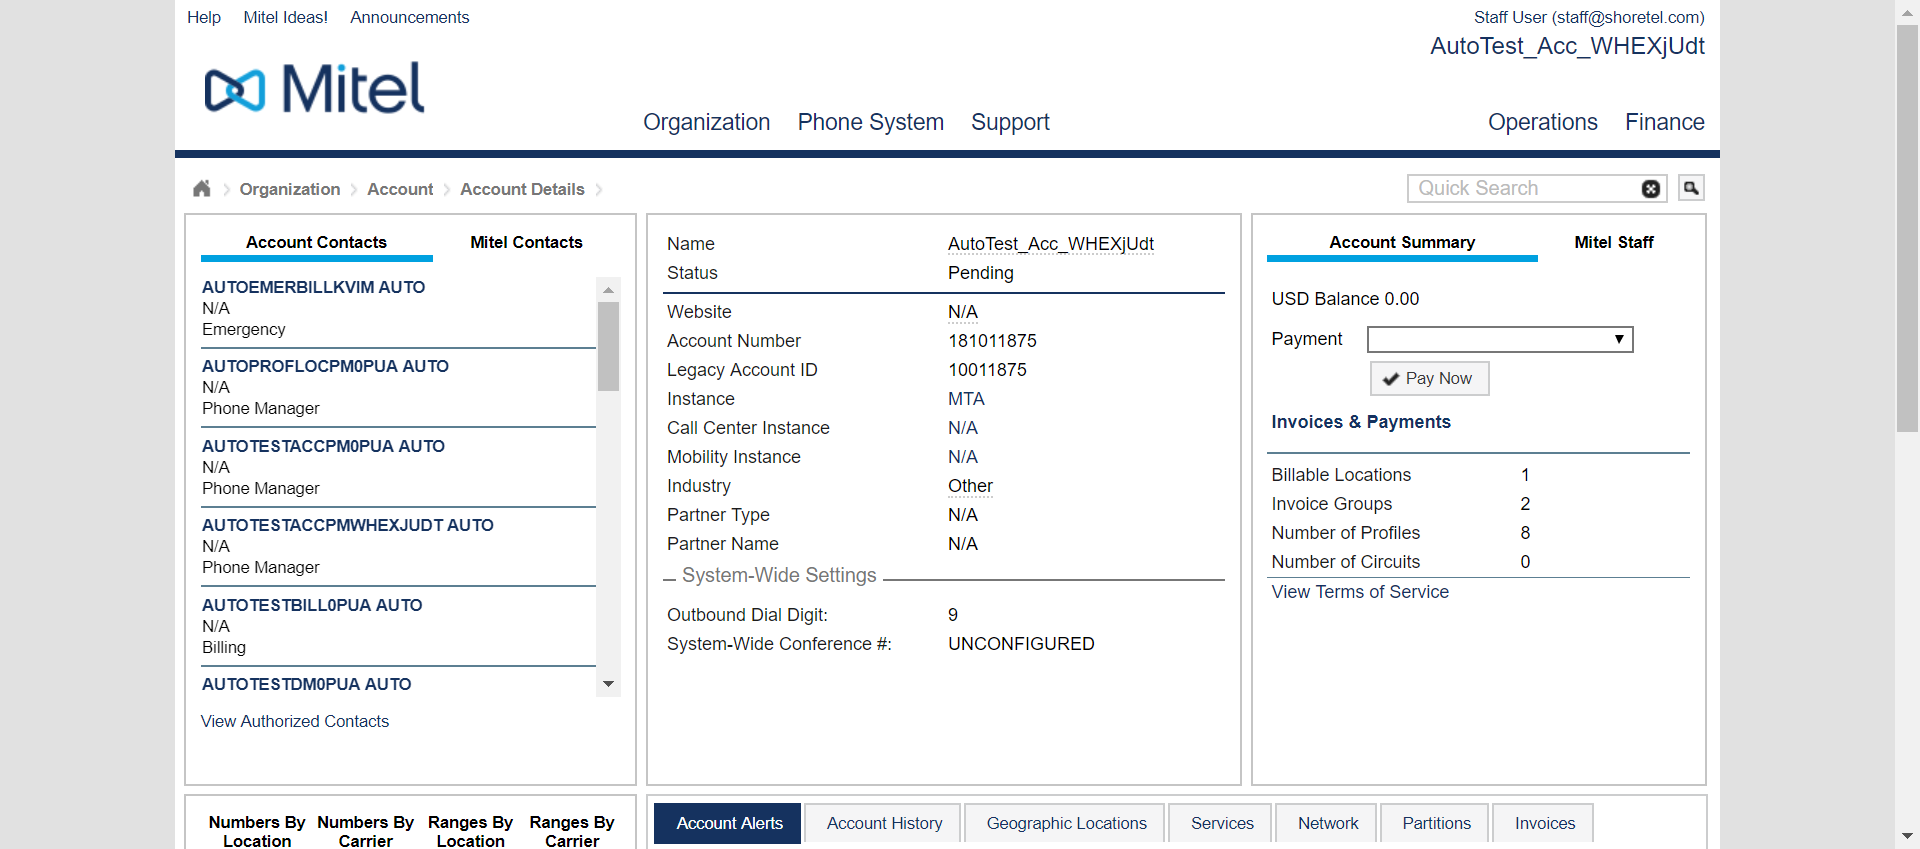 Help Mitel Ideas! Announcements
Staff User (staff@shoretel.com)
AutoTest_Acc_WHEXjUdt
Mitel
Organization Phone System Support Operations Finance
Organization Account Account Details
Quick Search
Account Contacts Mitel Contacts
AUTOEMERBILLKVIM AUTO
N/A
Emergency
AUTOPROFLOCPM0PUA AUTO
N/A
Phone Manager
AUTOTESTACCPM0PUA AUTO
N/A
Phone Manager
AUTOTESTACCPMWHEXJUDT AUTO
N/A
Phone Manager
AUTOTESTBILL0PUA AUTO
N/A
Billing
AUTOTESTDM0PUA AUTO
View Authorized Contacts
Name AutoTest_Acc_WHEXjUdt
Status Pending
Website N/A
Account Number 181011875
Legacy Account ID 10011875
Instance MTA
Call Center Instance N/A
Mobility Instance N/A
Industry Other
Partner Type N/A
Partner Name N/A
System-Wide Settings
Outbound Dial Digit: 9
System-Wide Conference #: UNCONFIGURED
Account Summary Mitel Staff
USD Balance 0.00
Payment
Pay Now
Invoices & Payments
Billable Locations 1
Invoice Groups 2
Number of Profiles 8
Number of Circuits 0
View Terms of Service
Numbers By Location Numbers By Carrier Ranges By Location Ranges By Carrier
Account Alerts Account History Geographic Locations Services Network Partitions Invoices